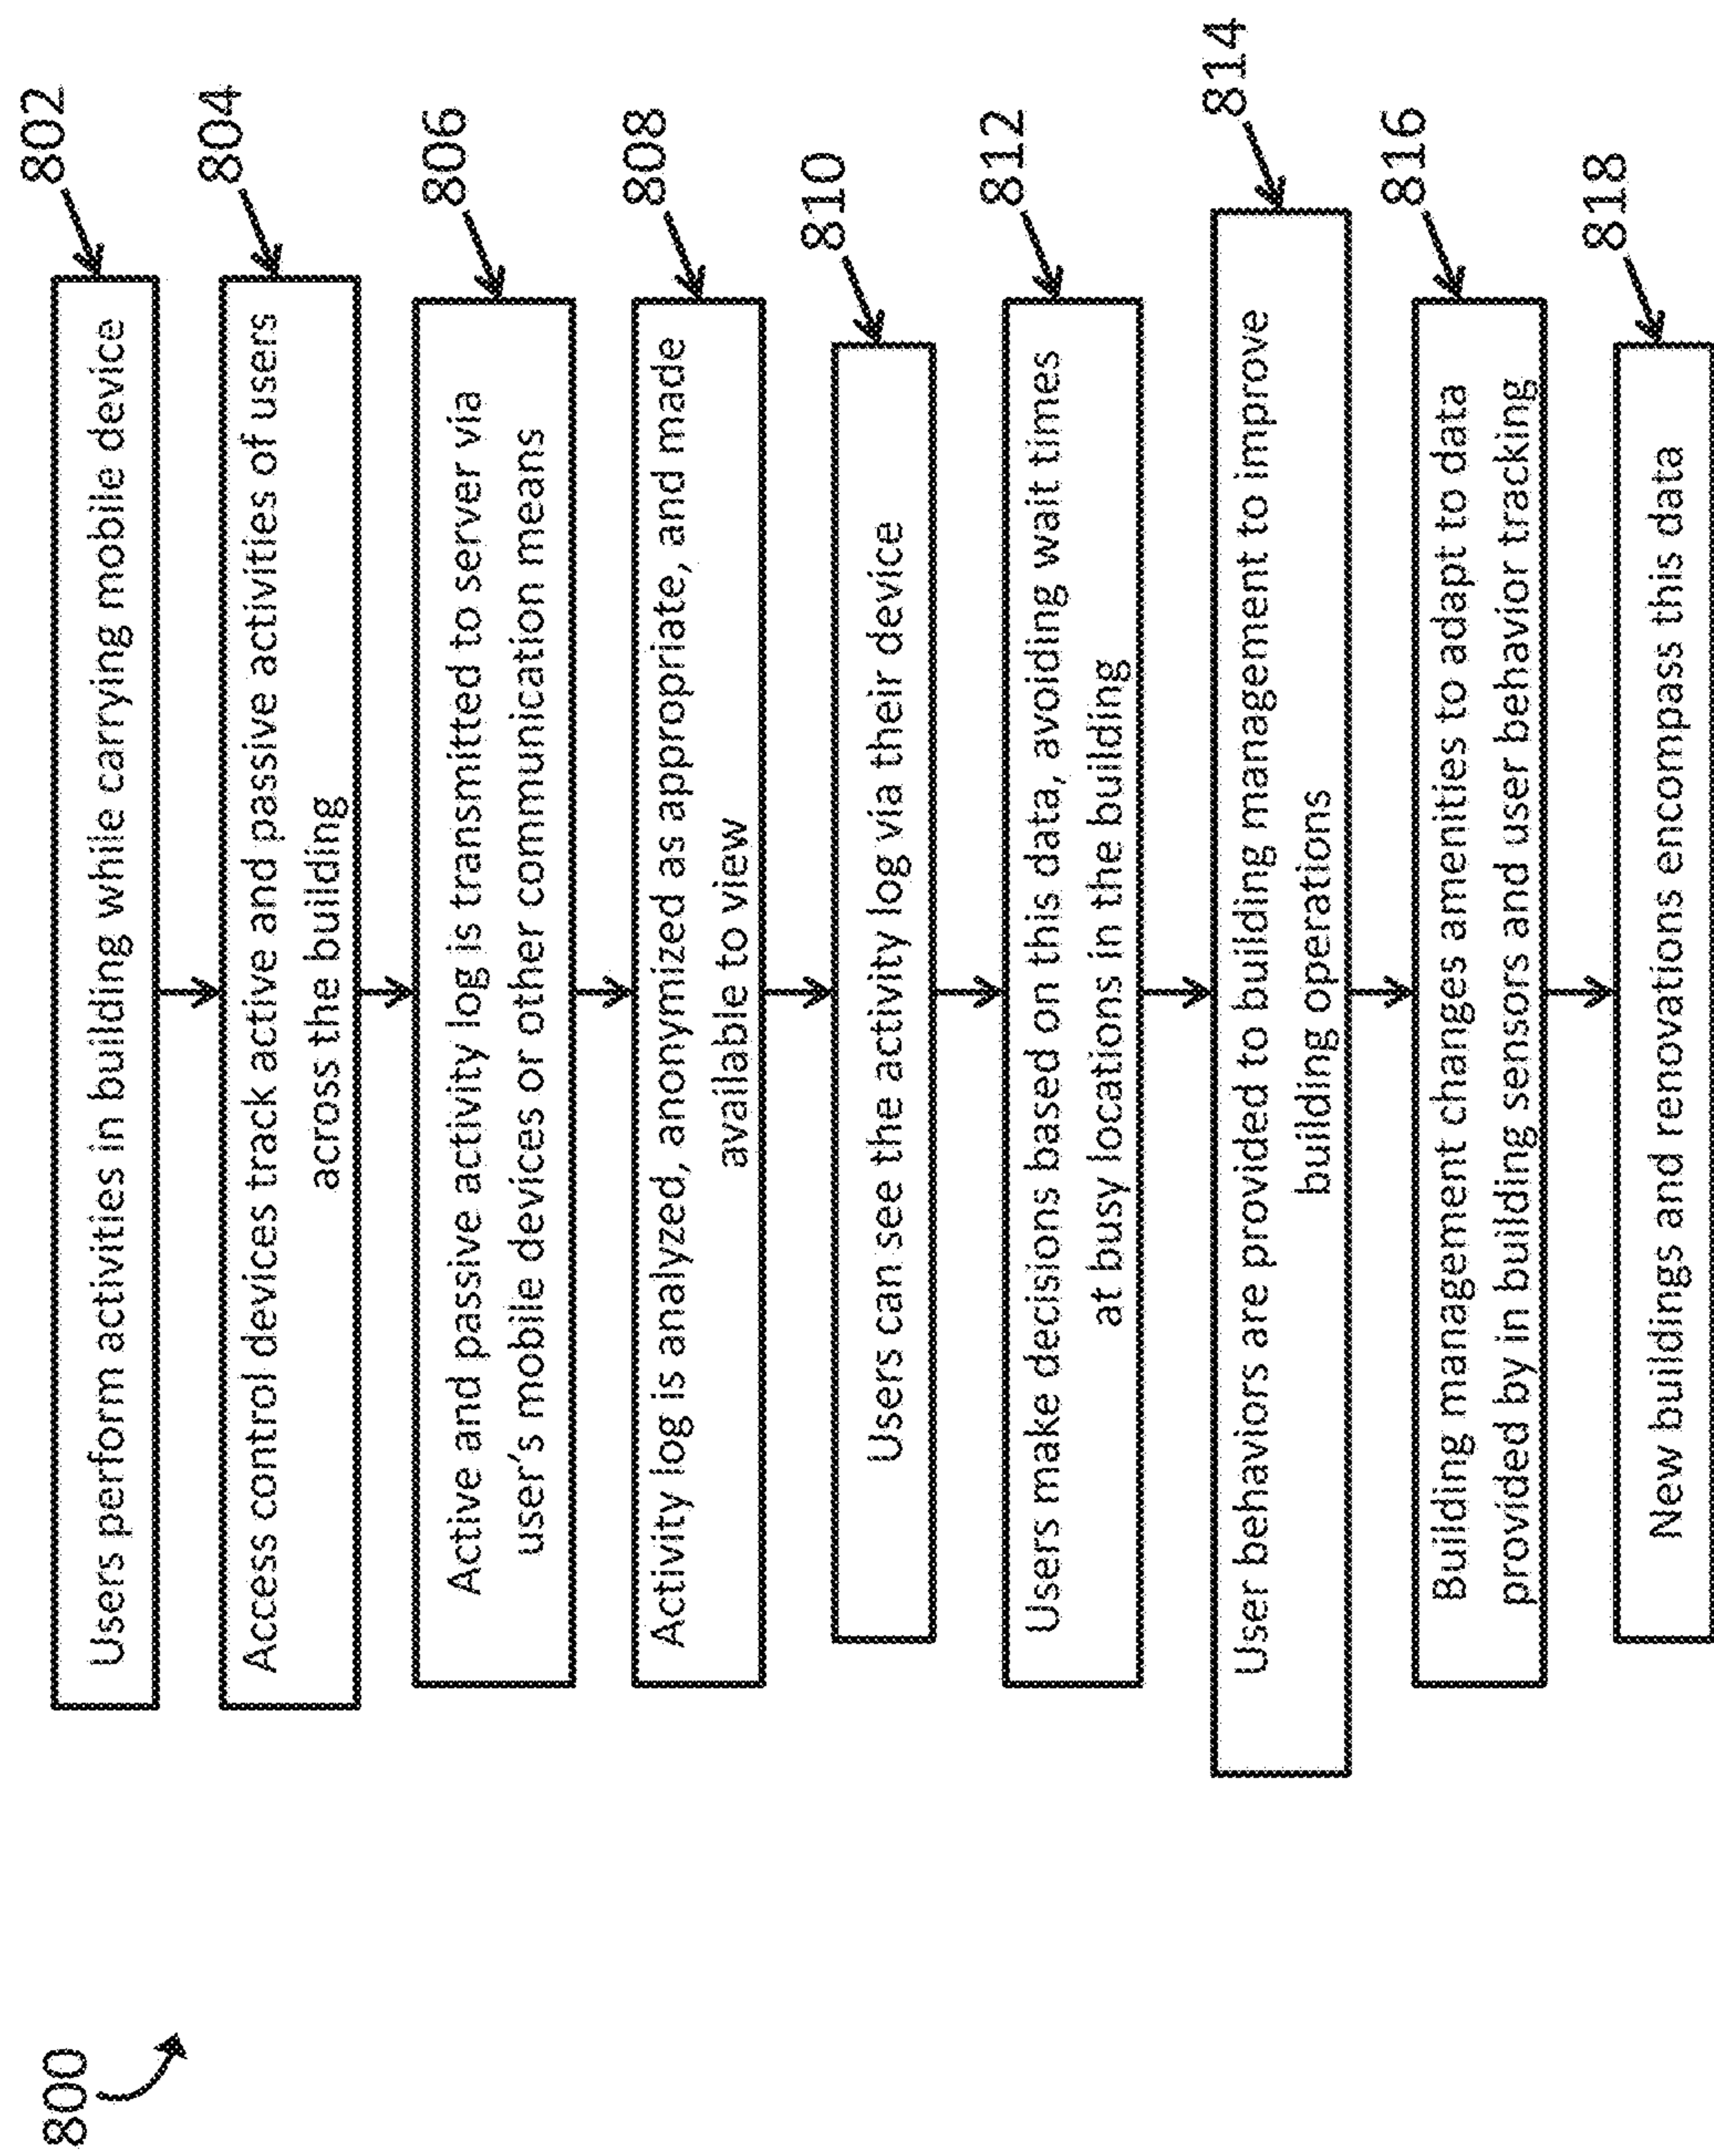 800
802
Users perform activities in building while carrying mobile device
804
Access control devices track active and passive activities of users
across the building
806
Active and passive activity log is transmitted to server via
user's mobile devices or other communication means
808
Activity log is analyzed, anonymized as appropriate, and made
available to view
810
Users can see the activity log via their device
812
Users make decisions based on this data, avoiding wait times
at busy locations in the building
814
User behaviors are provided to building management to improve
building operations
816
Building management changes amenities to adapt to data
provided by in building sensors and user behavior tracking
818
New buildings and renovations encompass this data